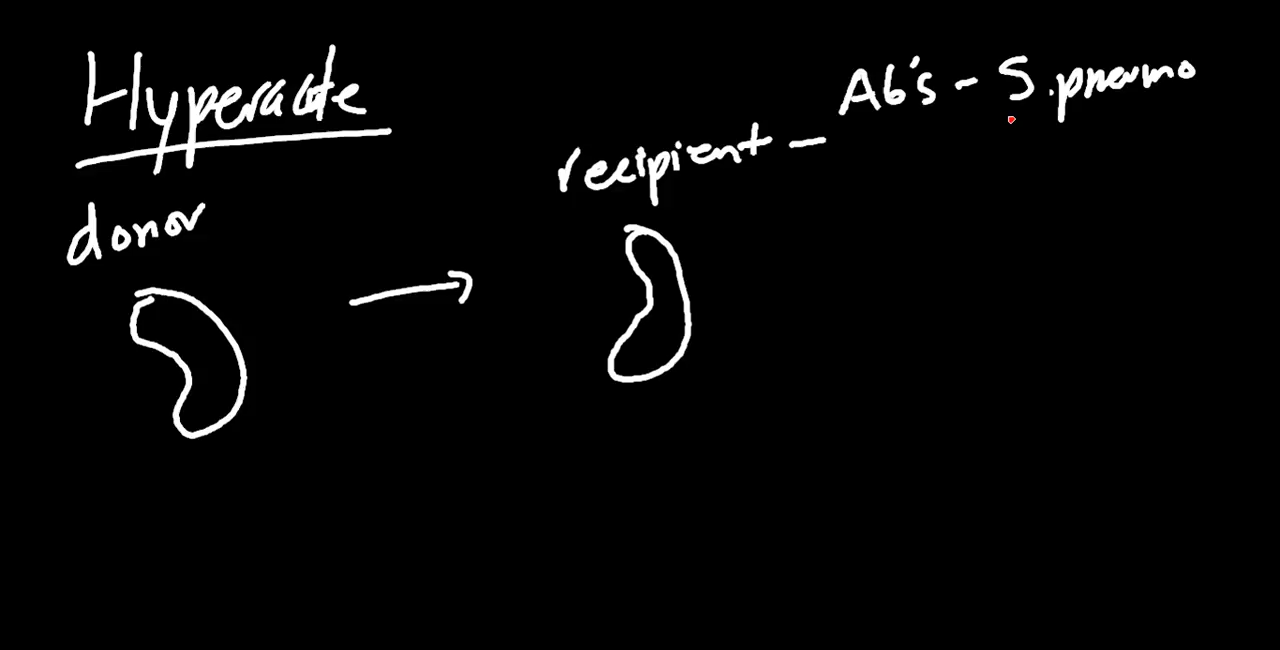 Hyperacute
donor
recipient - Ab's - S.pneumo